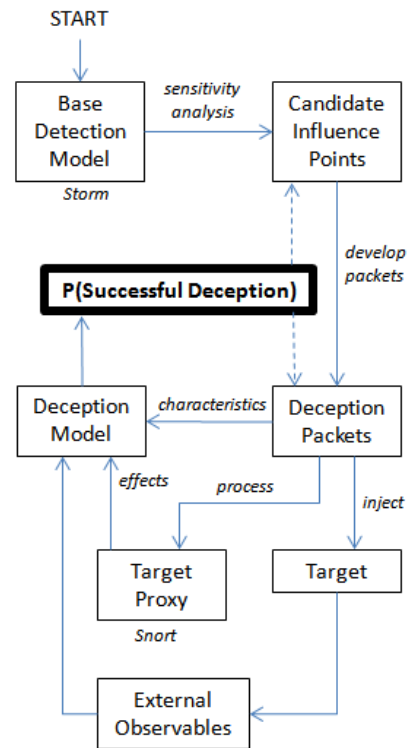 START
Base
Detection
Model
sensitivity
analysis
Candidate
Influence
Points
Storm
develop
packets
P(Successful Deception)
Deception
Model
characteristics
Deception
Packets
effects
process
inject
Target
Proxy
Target
Snort
External
Observables